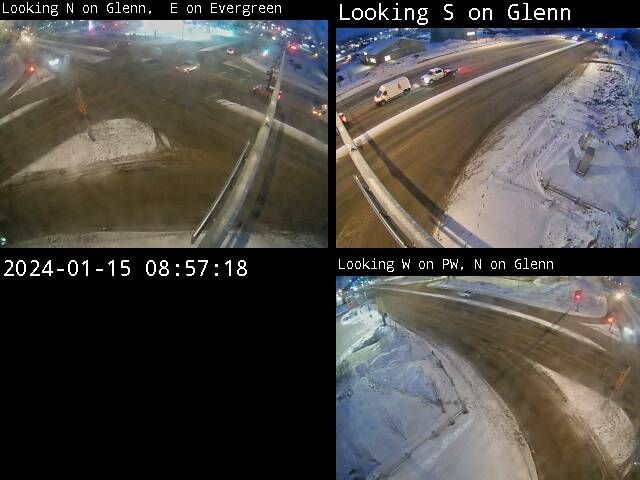 Looking N on Glenn, E on Evergreen
Looking S on Glenn
2024-01-15 08:57:18
Looking W on PW, N on Glenn